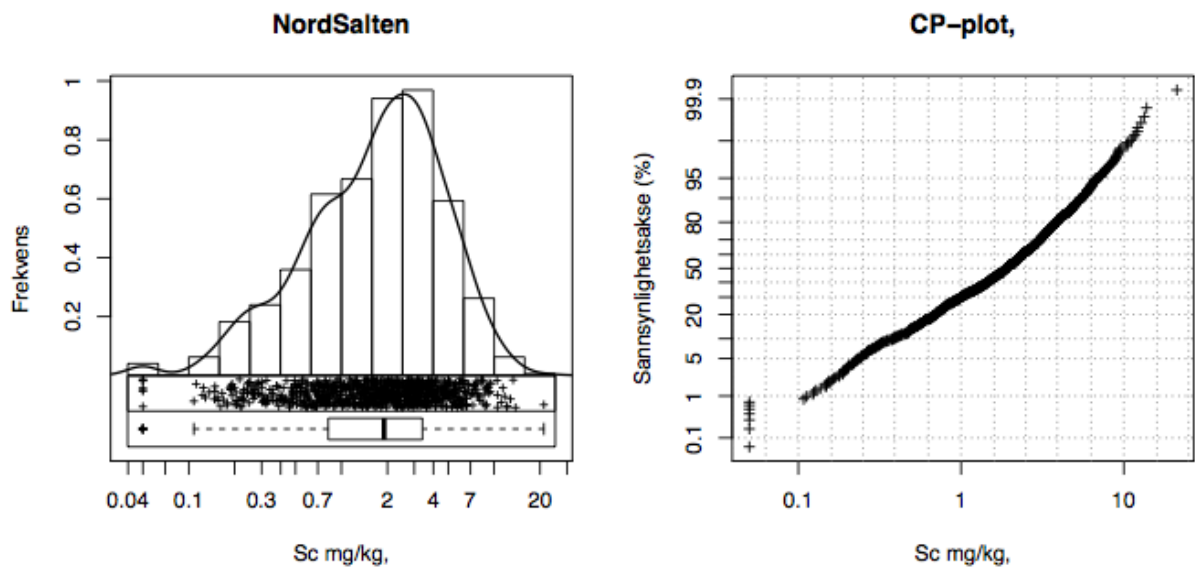 NordSalten
Frekvens
1
0.8
0.6
0.4
0.2
0.04 0.1 0.3 0.7 2 4 7 20
Sc mg/kg,
CP-plot,
Sannsynlighetsakse (%)
99.9
95
80
50
20
5
1
0.1
0.1 1 10
Sc mg/kg,